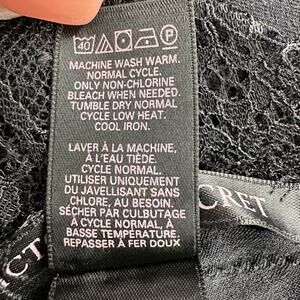 40 P
MACHINE WASH WARM.
NORMAL CYCLE.
ONLY NON-CHLORINE
BLEACH WHEN NEEDED.
TUMBLE DRY NORMAL
CYCLE LOW HEAT.
COOL IRON.
LAVER À LA MACHINE,
À L'EAU TIÈDE.
CYCLE NORMAL.
UTILISER UNIQUEMENT
DU JAVELLISANT SANS
CHLORE, AU BESOIN.
SÉCHER PAR CULBUTAGE
À CYCLE NORMAL, À
BASSE TEMPÉRATURE.
REPASSER À FER DOUX
CRET
ICT